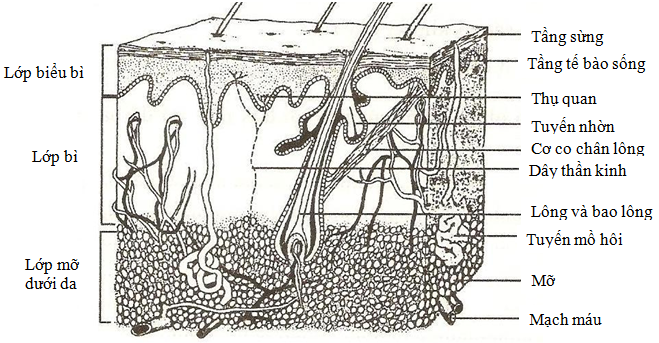 Lớp biểu bì
Lớp bì
Lớp mỡ
dưới da
Tầng sừng
Tầng tế bào sống
Thụ quan
Tuyến nhờn
Cơ co chân lông
Dây thần kinh
Lông và bao lông
Tuyến mồ hôi
Mỡ
Mạch máu